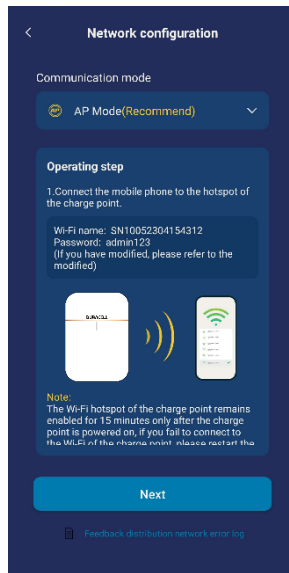 Network configuration
Communication mode
AP Mode(Recommend)
Operating step
1.Connect the mobile phone to the hotspot of
the charge point.
Wi-Fi name: SN10052304154312
Password: admin123
(If you have modified, please refer to the
modified)
DURACELL
Note:
The Wi-Fi hotspot of the charge point remains
enabled for 15 minutes only after the charge
point is powered on, if you fail to connect to
the Wi-Fi of the charge point, please restart the
Next
Feedback distribution network error log